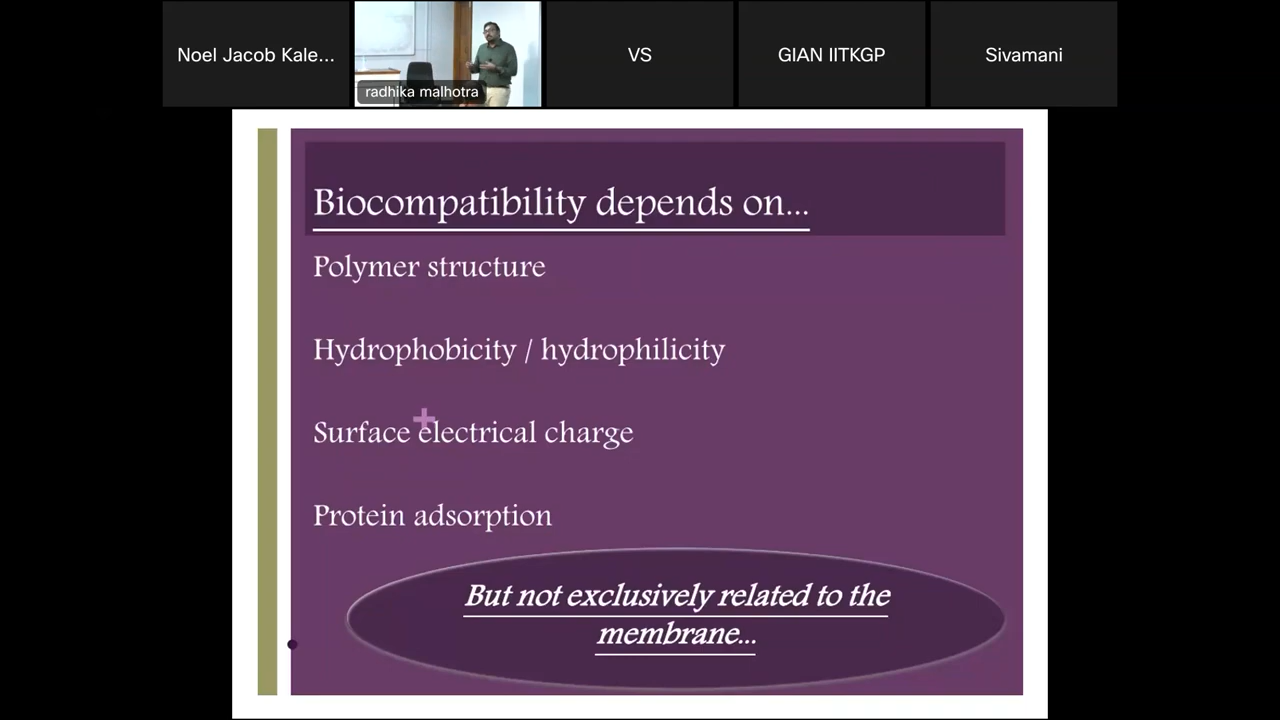 Noel Jacob Kale...
radhika malhotra
VS
GIAN IITKGP
Sivamani
Biocompatibility depends on...
Polymer structure
Hydrophobicity / hydrophilicity
Surface electrical charge
Protein adsorption
But not exclusively related to the
membrane...